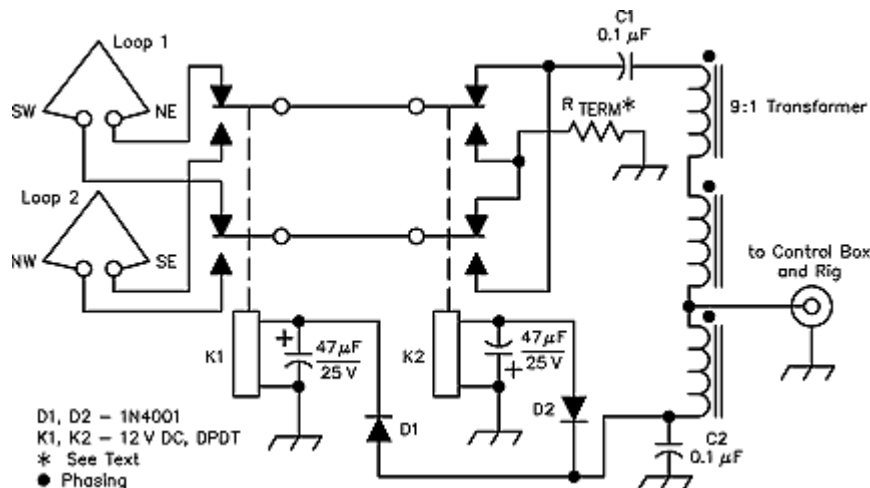 Loop 1
SW
NE
Loop 2
NW
SE
C1
0.1 µF
R TERM*
9:1 Transformer
to Control Box
and Rig
K1
+
47µF
25 V
K2
47µF
+
25 V
D2
D1
C2
0.1 µF
D1, D2 – 1N4001
K1, K2 – 12 V DC, DPDT
* See Text
● Phasing